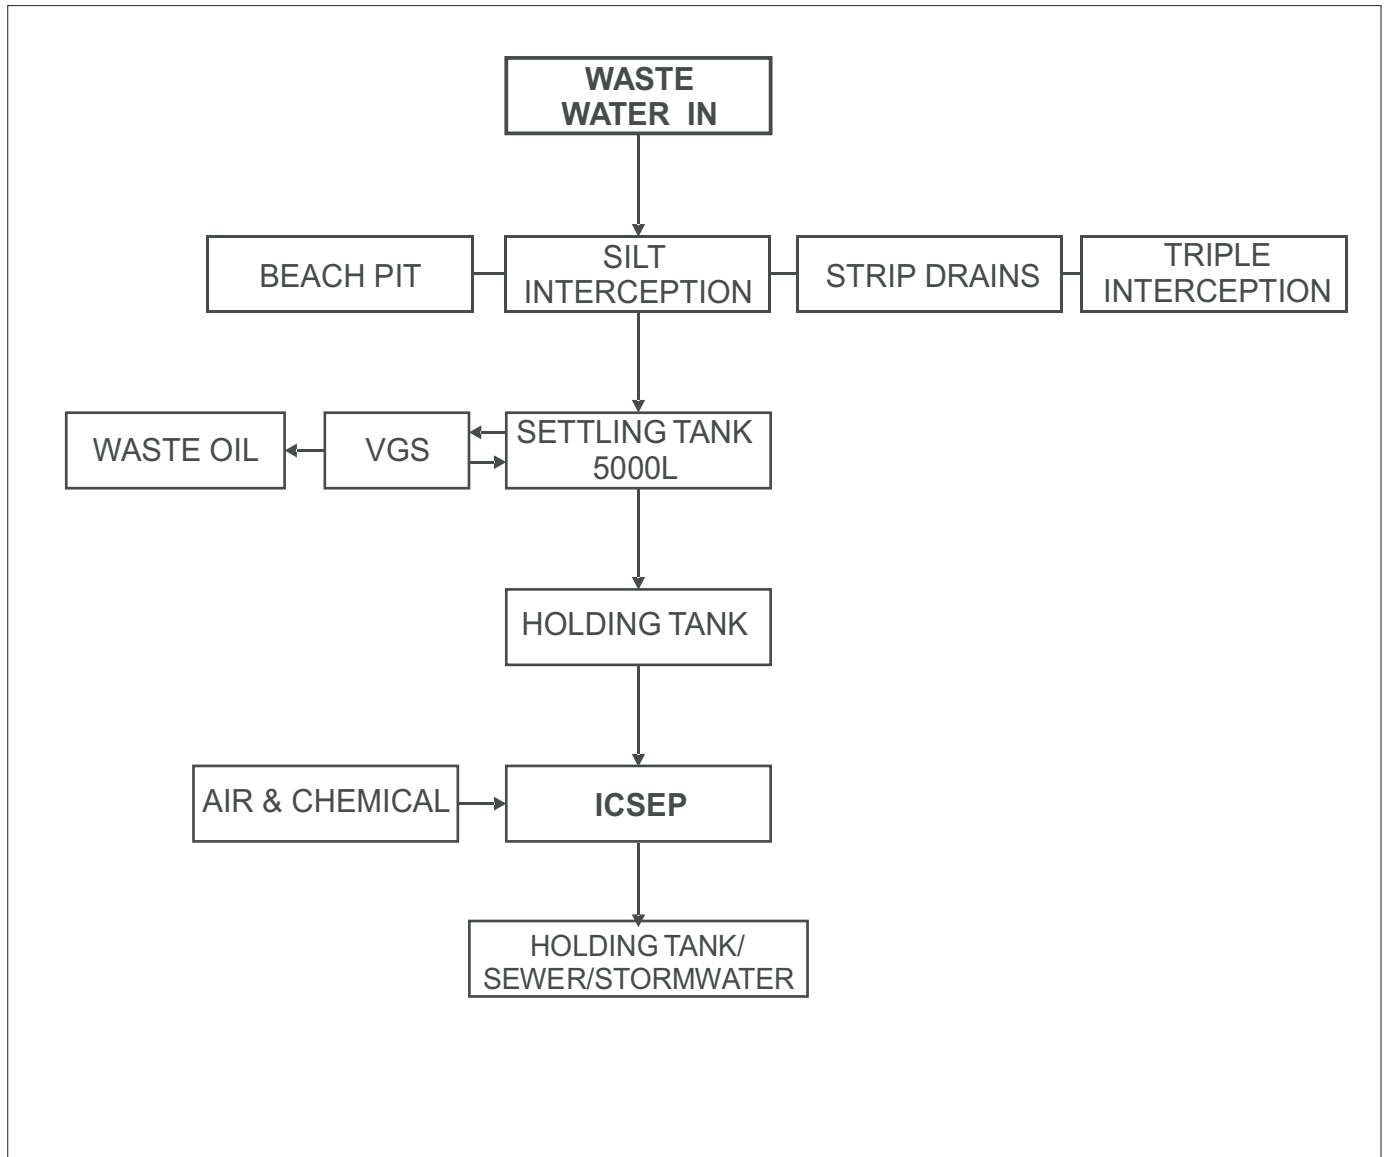 WASTE
WATER IN
BEACH PIT
SILT
INTERCEPTION
STRIP DRAINS
TRIPLE
INTERCEPTION
WASTE OIL
VGS
SETTLING TANK
5000L
HOLDING TANK
AIR & CHEMICAL
ICSEP
HOLDING TANK/
SEWER/STORMWATER